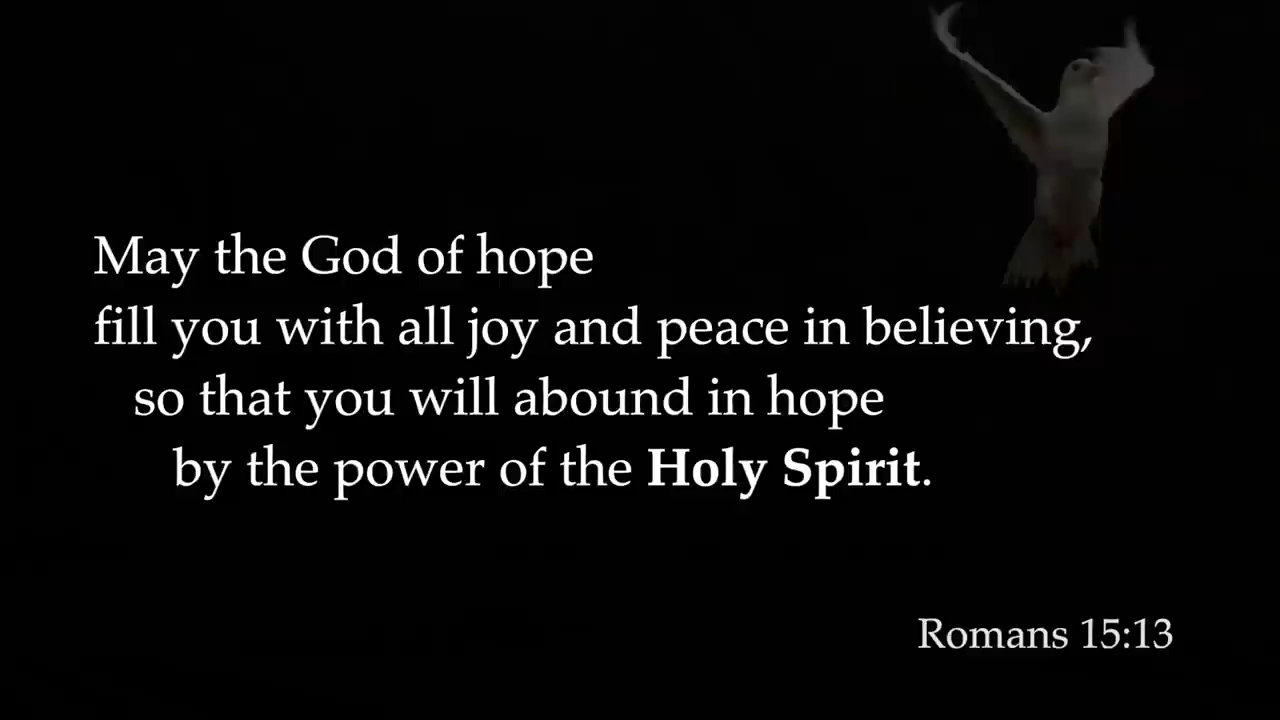 May the God of hope
fill you with all joy and peace in believing,
so that you will abound in hope
by the power of the Holy Spirit.
Romans 15:13